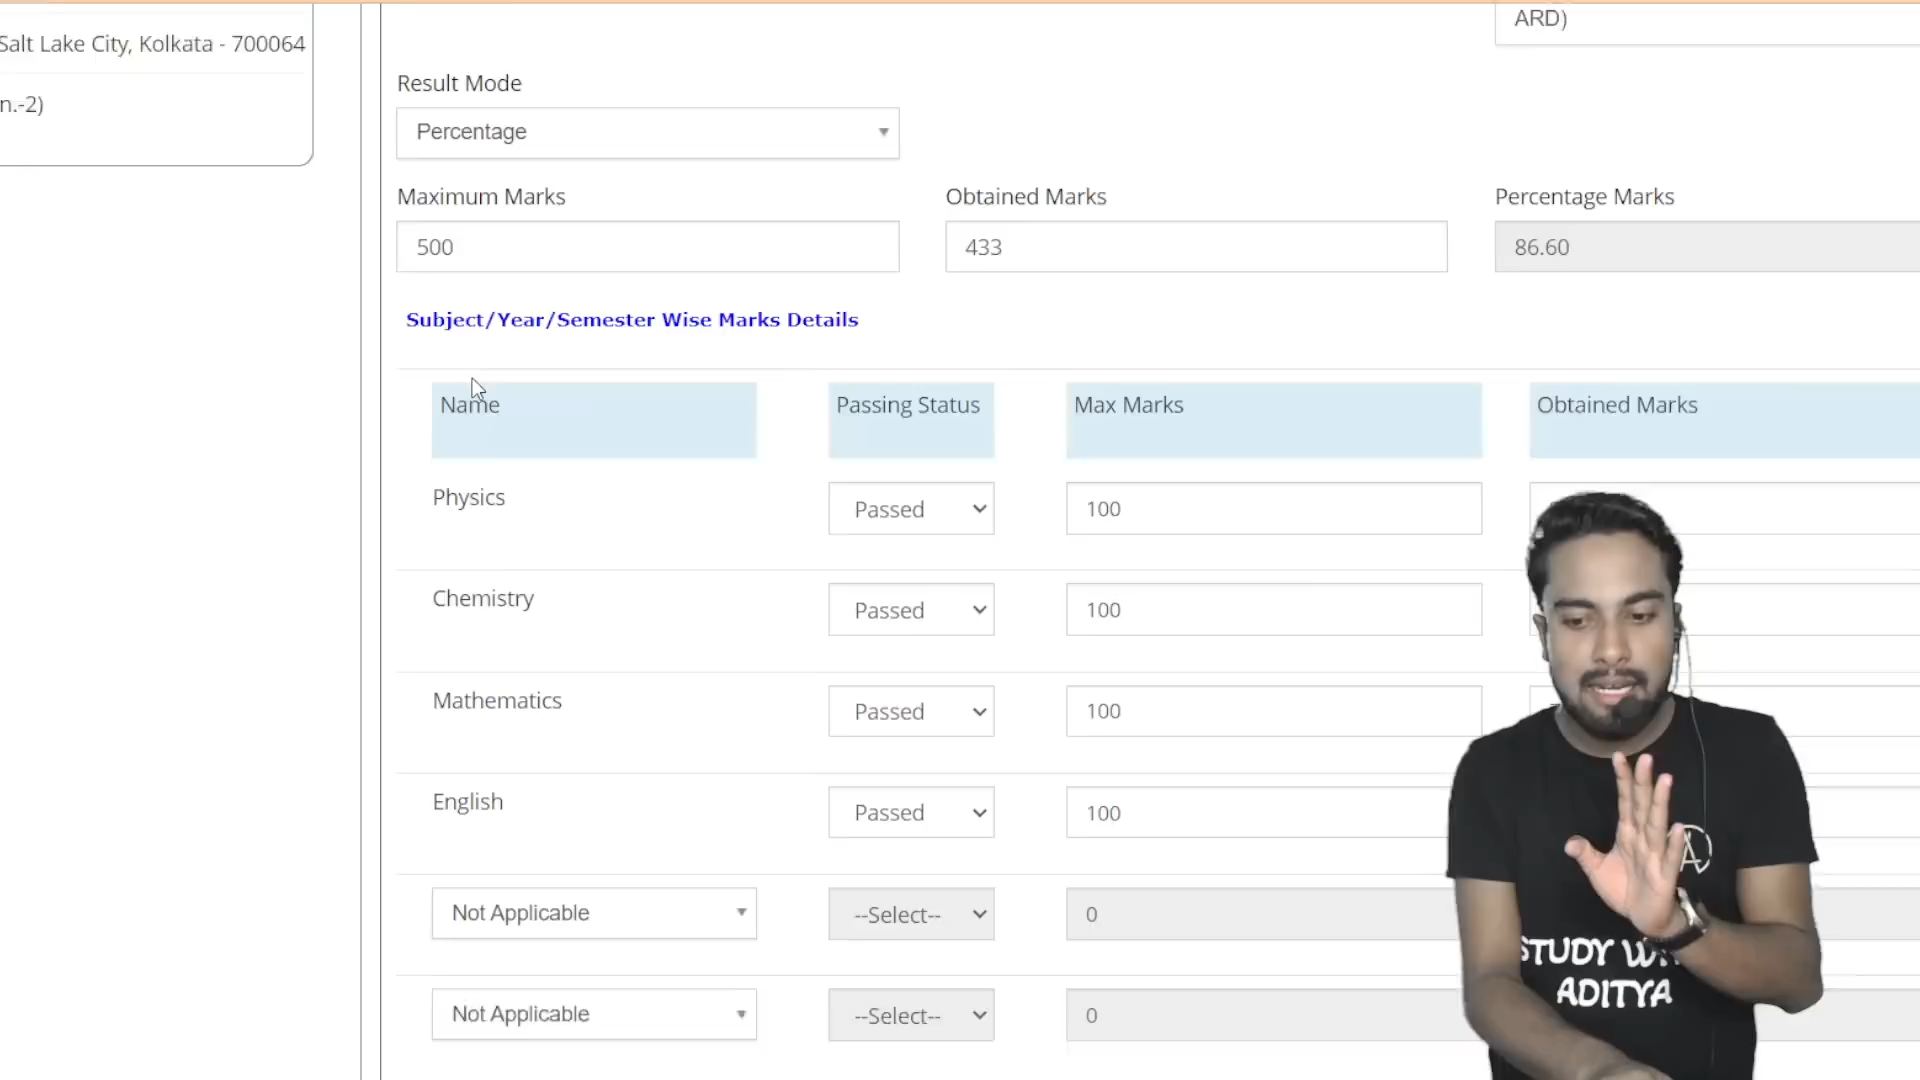 ARD)
Salt Lake City, Kolkata - 700064
n.-2)
Result Mode
Percentage
Maximum Marks Obtained Marks Percentage Marks
500 433 86.60
Subject/Year/Semester Wise Marks Details
Name Passing Status Max Marks Obtained Marks
Physics Passed 100
Chemistry Passed 100
Mathematics Passed 100
English Passed 100
Not Applicable --Select-- 0
Not Applicable --Select-- 0
STUDY
ADITYA